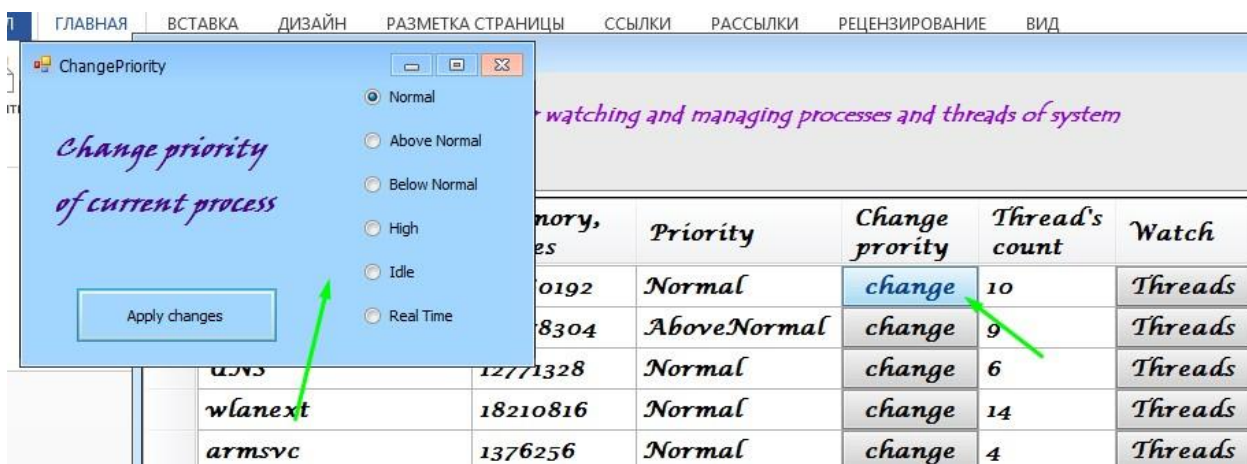 ГЛАВНАЯ ВСТАВКА ДИЗАЙН РАЗМЕТКА СТРАНИЦЫ ССЫЛКИ РАССЫЛКИ РЕЦЕНЗИРОВАНИЕ ВИД
ChangePriority
Normal
Above Normal
Below Normal
High
Idle
Real Time
Change priority
of current process
Apply changes
watching and managing processes and threads of system
Priority Change prority Thread's count Watch
0192 Normal change 10 Threads
8304 AboveNormal change 9 Threads
12771328 Normal change 6 Threads
wlanext 18210816 Normal change 14 Threads
armsvc 1376256 Normal change 4 Threads